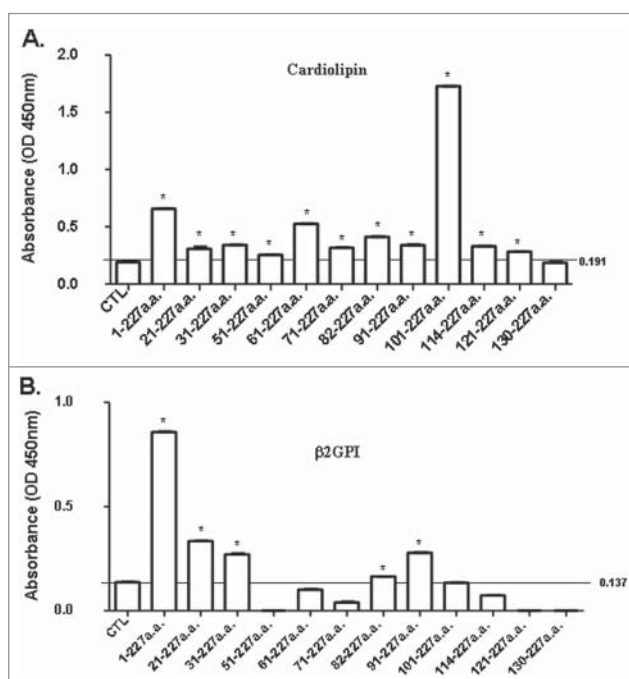 A.
Cardiolipin
Absorbance (OD 450nm)
2.0
1.5
1.0
0.5
0.0
* * * * * * * * * * *
0.191
CTL
1-227a.a.
21-227a.a.
31-227a.a.
51-227a.a.
61-227a.a.
71-227a.a.
82-227a.a.
91-227a.a.
101-227a.a.
114-227a.a.
121-227a.a.
130-227a.a.
B.
β2GPI
Absorbance (OD 450nm)
1.0
0.5
0.0
* * * * *
0.137
CTL
1-227a.a.
21-227a.a.
31-227a.a.
51-227a.a.
61-227a.a.
71-227a.a.
82-227a.a.
91-227a.a.
101-227a.a.
114-227a.a.
121-227a.a.
130-227a.a.